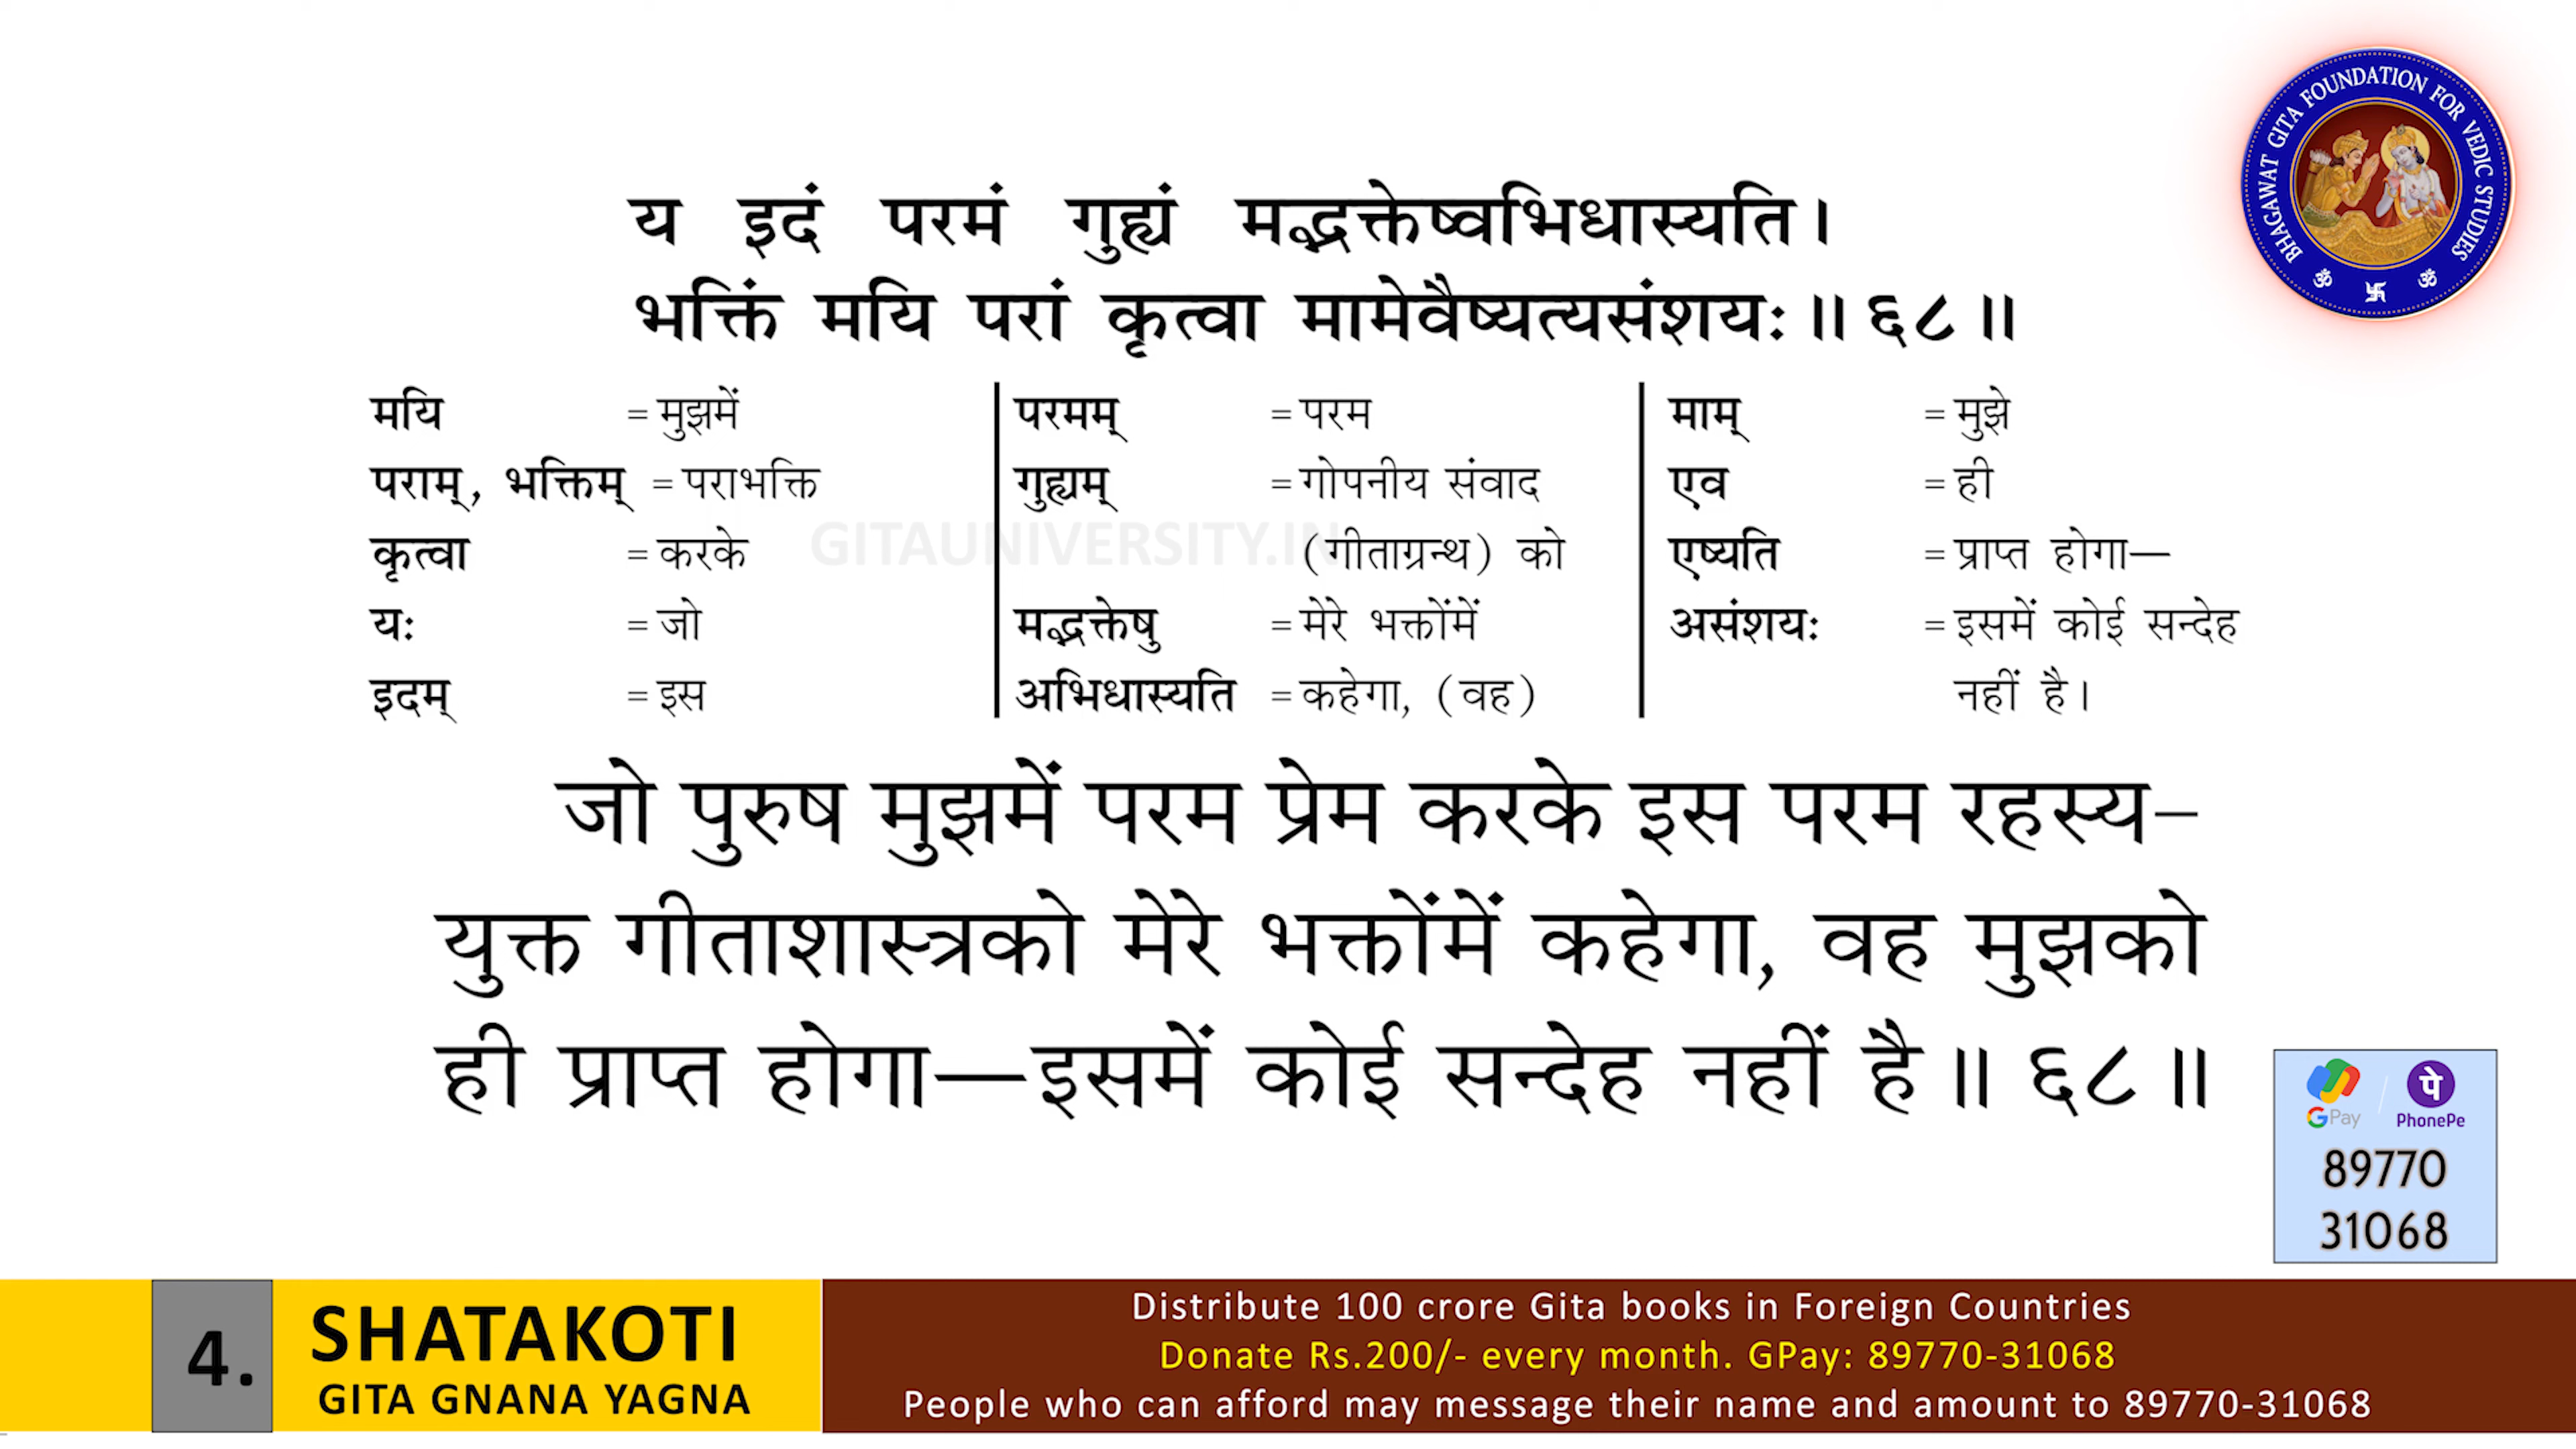 BHAGAWAT GITA FOUNDATION FOR VEDIC STUDIES
ॐ 卐 ॐ
य इदं परमं गुह्यं मद्भक्तेष्वभिधास्यति।
भक्तिं मयि परां कृत्वा मामेवैष्यत्यसंशयः॥ ६८॥
मयि = मुझमें
पराम्, भक्तिम् = पराभक्ति
कृत्वा = करके
यः = जो
इदम् = इस
परमम् = परम
गुह्यम् = गोपनीय संवाद
(गीताग्रन्थ) को
मद्भक्तेषु = मेरे भक्तोंमें
अभिधास्यति = कहेगा, (वह)
माम् = मुझे
एव = ही
एष्यति = प्राप्त होगा—
असंशयः = इसमें कोई सन्देह
नहीं है।
GITAUNIVERSITY.IN
जो पुरुष मुझमें परम प्रेम करके इस परम रहस्य-
युक्त गीताशास्त्रको मेरे भक्तोंमें कहेगा, वह मुझको
ही प्राप्त होगा—इसमें कोई सन्देह नहीं है॥ ६८॥
GPay पे PhonePe
89770
31068
4.
SHATAKOTI
GITA GNANA YAGNA
Distribute 100 crore Gita books in Foreign Countries
Donate Rs.200/- every month. GPay: 89770-31068
People who can afford may message their name and amount to 89770-31068